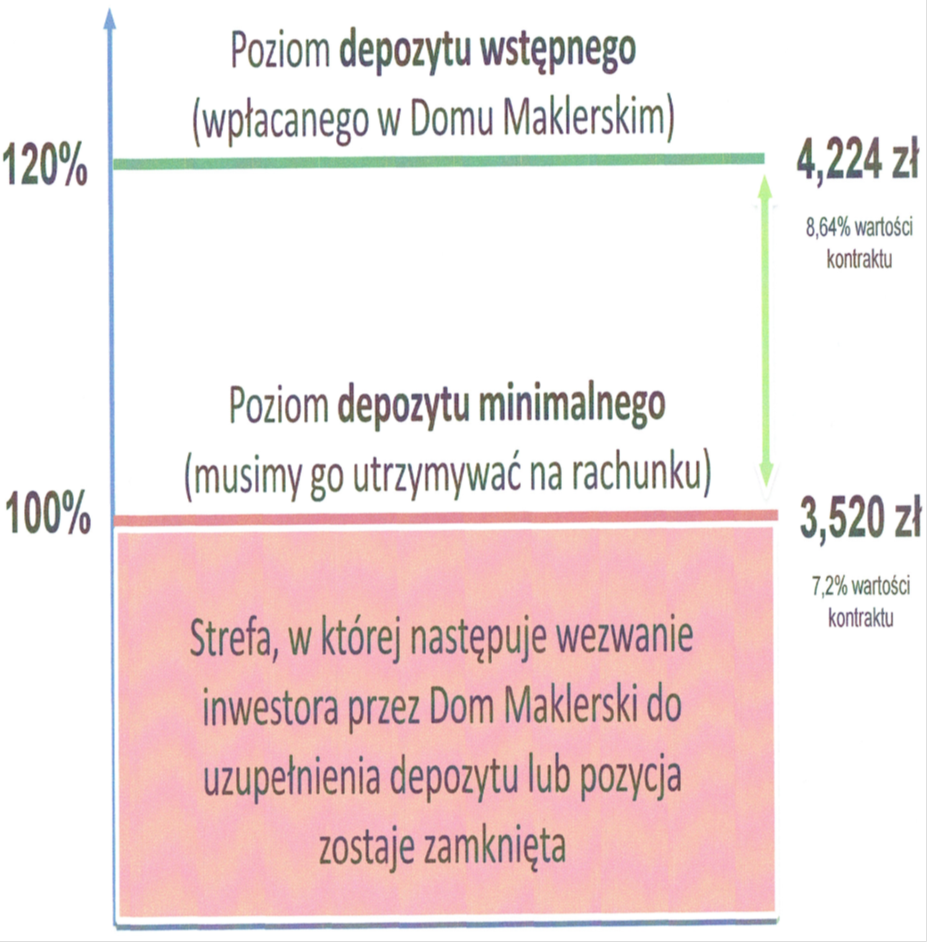 Poziom depozytu wstępnego
(wpłacanego w Domu Maklerskim)
120%
4,224 zł
8,64% wartości
kontraktu
Poziom depozytu minimalnego
(musimy go utrzymywać na rachunku)
100%
3,520 zł
7,2% wartości
kontraktu
Strefa, w której następuje wezwanie
inwestora przez Dom Maklerski do
uzupełnienia depozytu lub pozycja
zostaje zamknięta